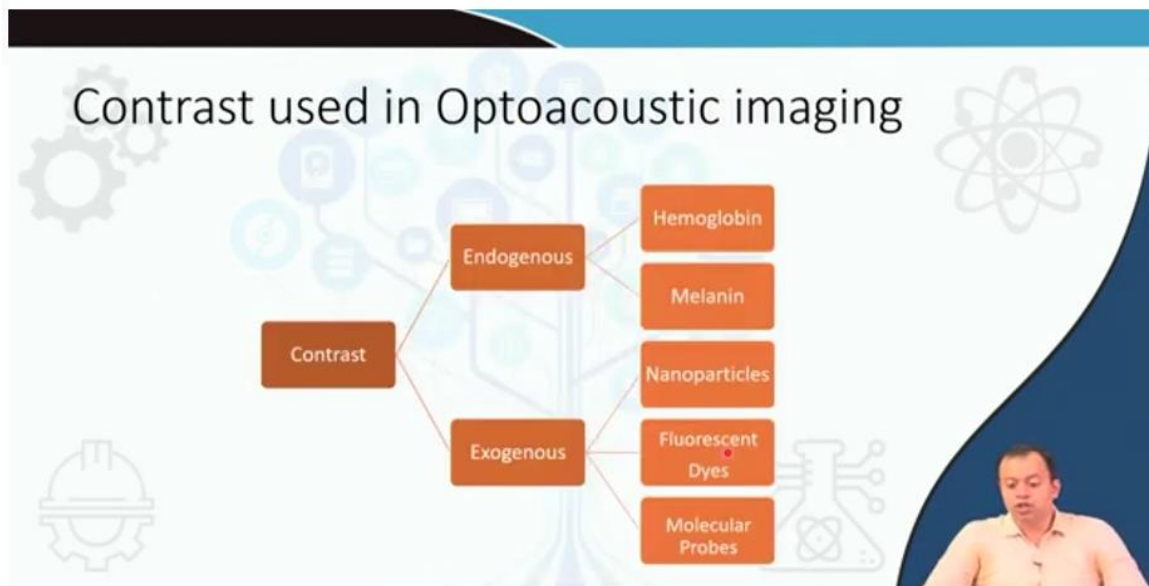 Contrast used in Optoacoustic imaging
Contrast
Endogenous
Hemoglobin
Melanin
Exogenous
Nanoparticles
Fluorescent
Dyes
Molecular
Probes